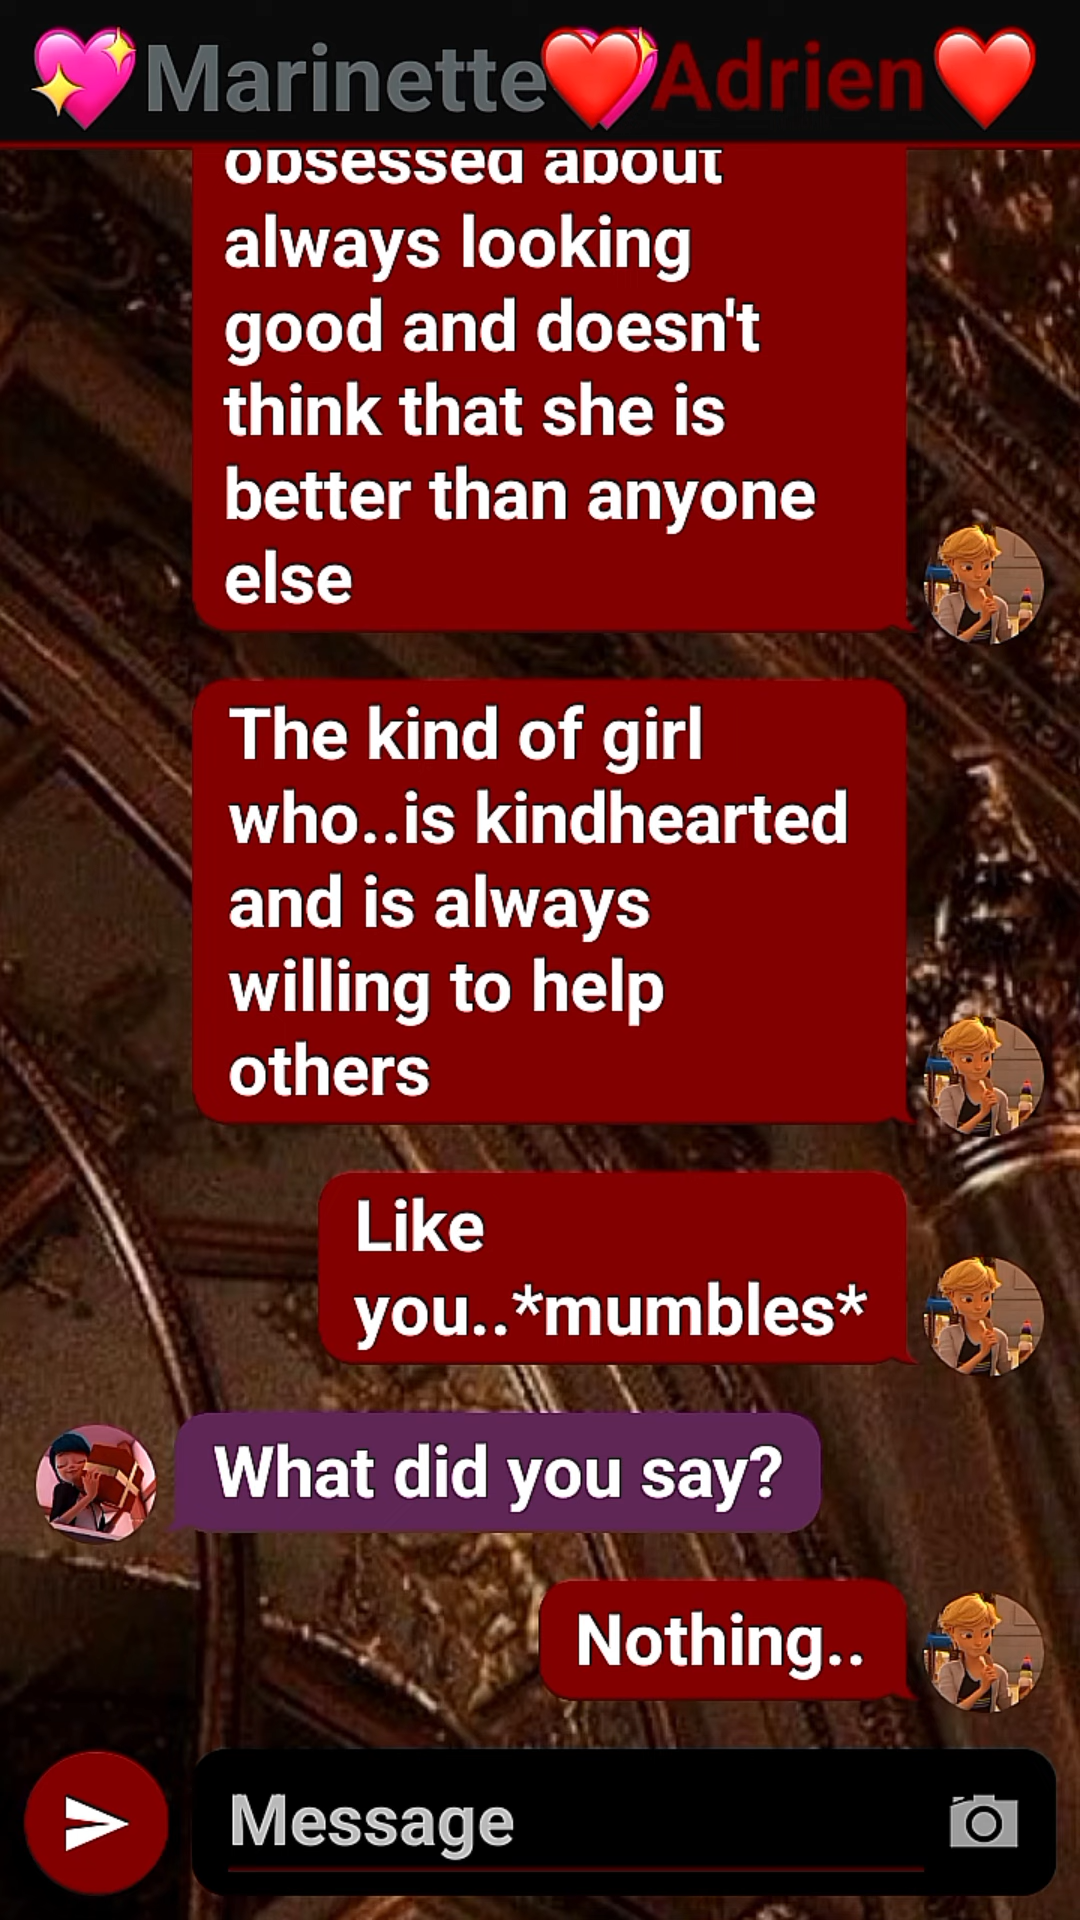 💖Marinette❤️💖Adrien❤️
obsessed about
always looking
good and doesn't
think that she is
better than anyone
else
The kind of girl
who..is kindhearted
and is always
willing to help
others
Like
you..*mumbles*
What did you say?
Nothing..
Message